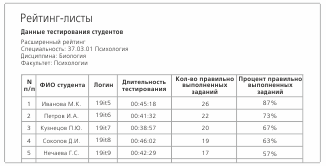 Рейтинг-листы
Данные тестирования студентов
Расширенный рейтинг
Специальность: 37.03.01 Психология
Дисциплина: Биология
Факультет: Психологии
N п/п ФИО студента Логин Длительность тестирования Кол-во правильно выполненных заданий Процент правильно выполненных заданий
1 Иванова М.К. 19it5 00:45:18 26 87%
2 Петров И.А. 19it6 00:41:32 22 73%
3 Кузнецов П.Ю. 19it7 00:38:57 20 67%
4 Соколов Д.И. 19it8 00:46:02 19 63%
5 Нечаева Г.С. 19it9 00:42:29 17 57%